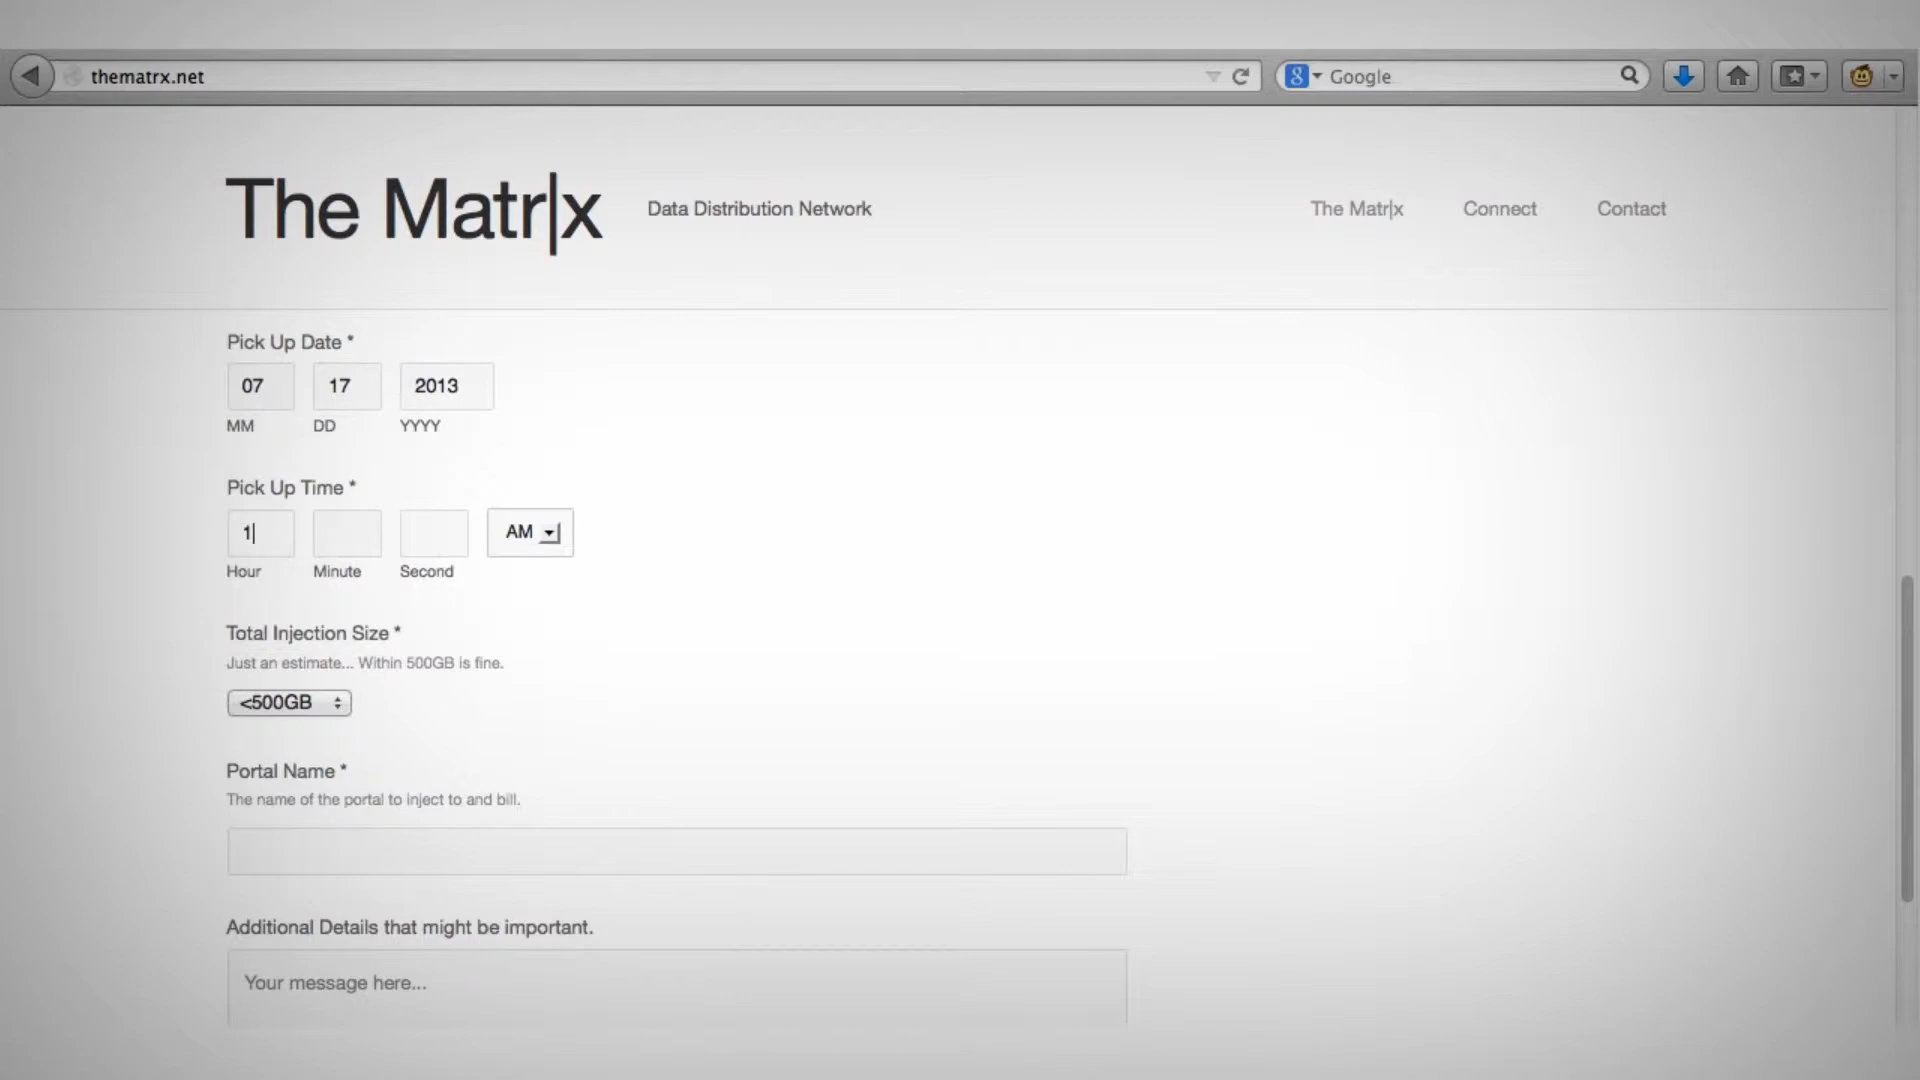 thematrx.net
8
Google
The Matr|x
Data Distribution Network
The Matr|x
Connect
Contact
Pick Up Date *
07
17
2013
MM
DD
YYYY
Pick Up Time *
1
AM
Hour
Minute
Second
Total Injection Size *
Just an estimate... Within 500GB is fine.
<500GB
Portal Name *
The name of the portal to inject to and bill.
Additional Details that might be important.
Your message here...